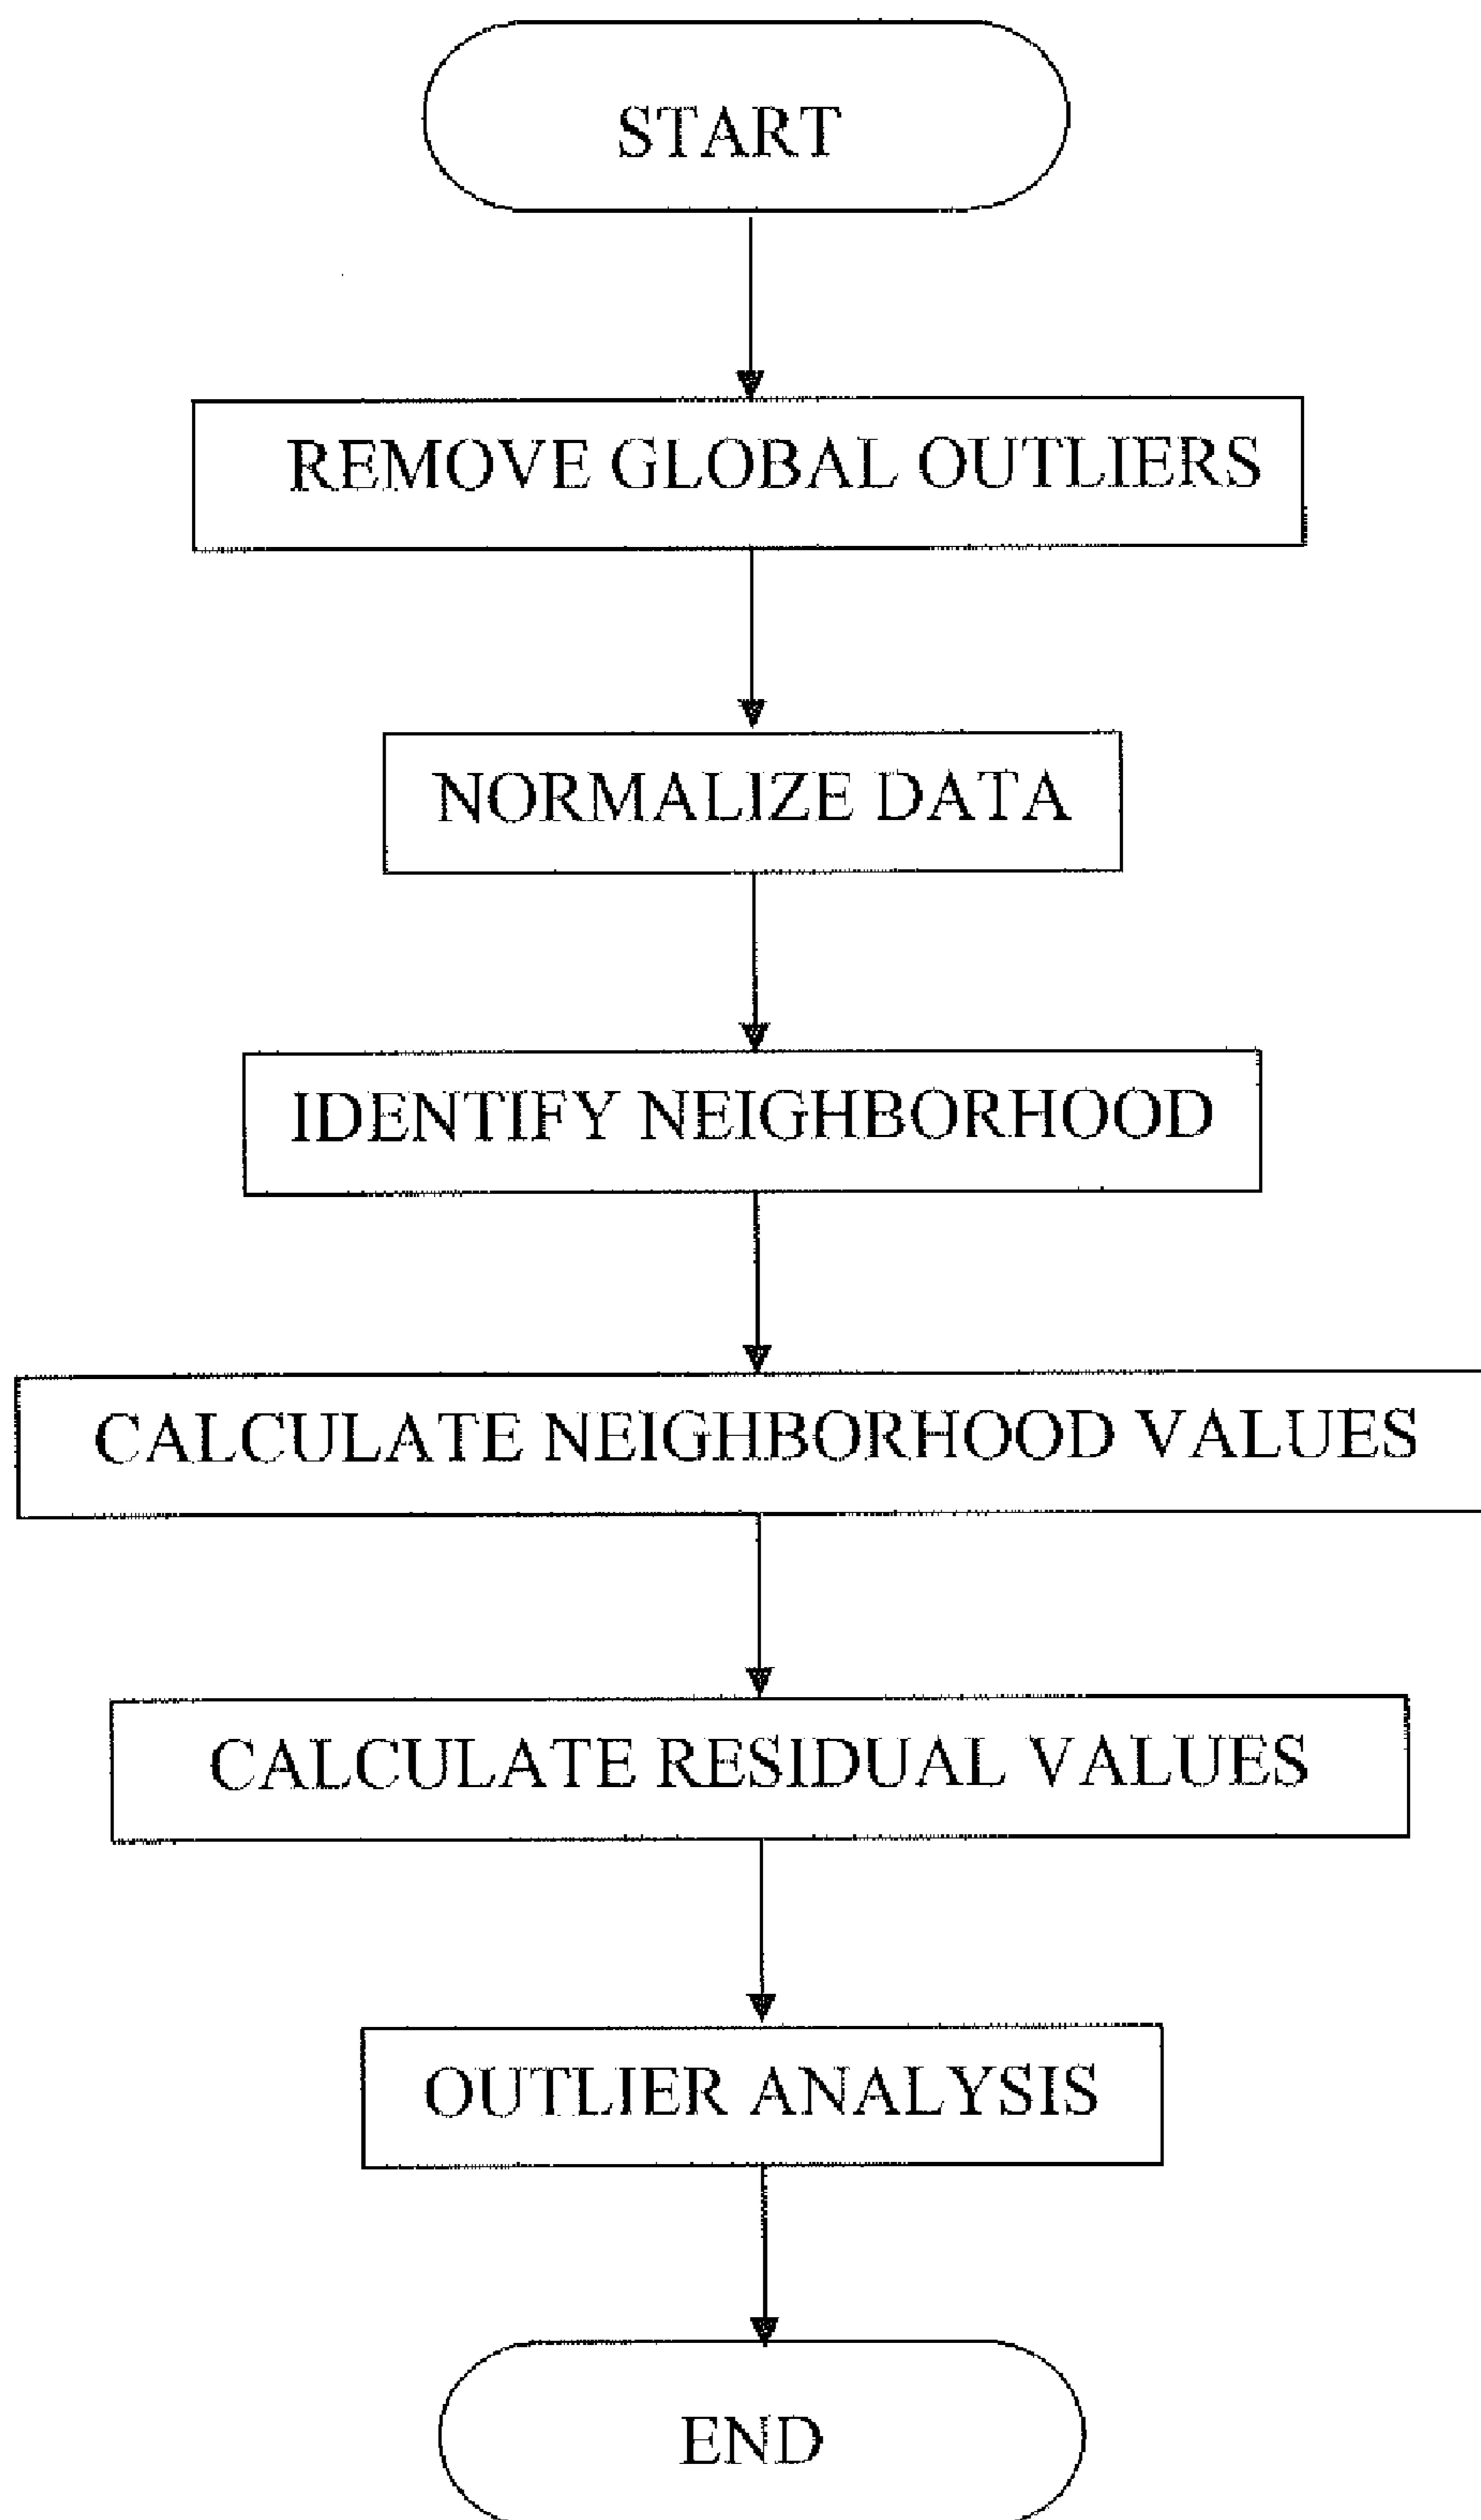 START
REMOVE GLOBAL OUTLIERS
NORMALIZE DATA
IDENTIFY NEIGHBORHOOD
CALCULATE NEIGHBORHOOD VALUES
CALCULATE RESIDUAL VALUES
OUTLIER ANALYSIS
END